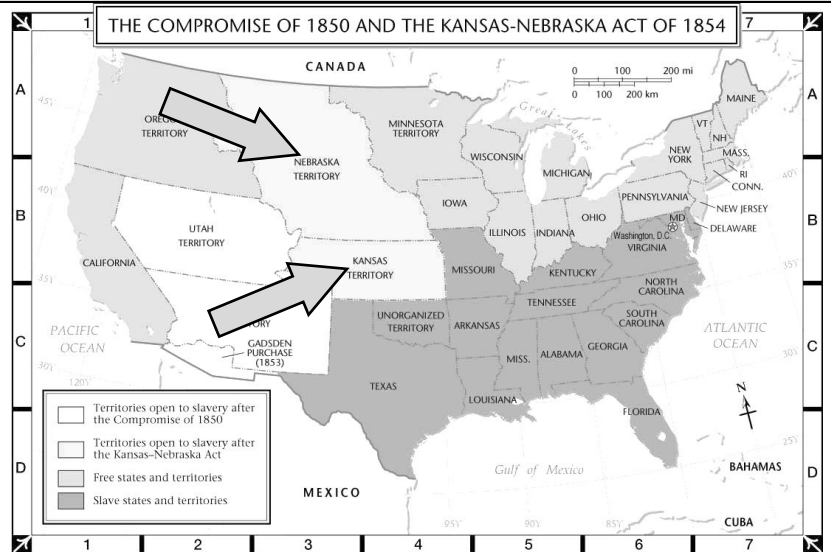 THE COMPROMISE OF 1850 AND THE KANSAS-NEBRASKA ACT OF 1854
1
7
A
A
B
B
C
C
D
D
CANADA
0 100 200 mi
0 100 200 km
Great Lakes
MAINE
VT
NH
MASS.
NEW
YORK
RI
CONN.
MINNESOTA
TERRITORY
WISCONSIN
MICHIGAN
TERRITORY
NEBRASKA
TERRITORY
PENNSYLVANIA
NEW JERSEY
IOWA
OHIO
MD
DELAWARE
UTAH
TERRITORY
ILLINOIS
INDIANA
Washington, D.C.
VIRGINIA
CALIFORNIA
KANSAS
TERRITORY
MISSOURI
KENTUCKY
NORTH
CAROLINA
TENNESSEE
UNORGANIZED
TERRITORY
ARKANSAS
SOUTH
CAROLINA
PACIFIC
OCEAN
ATLANTIC
OCEAN
GADSDEN
PURCHASE
(1853)
MISS.
ALABAMA
GEORGIA
TEXAS
LOUISIANA
FLORIDA
N
Gulf of Mexico
BAHAMAS
MEXICO
CUBA
Territories open to slavery after
the Compromise of 1850
Territories open to slavery after
the Kansas–Nebraska Act
Free states and territories
Slave states and territories
1 2 3 4 5 6 7